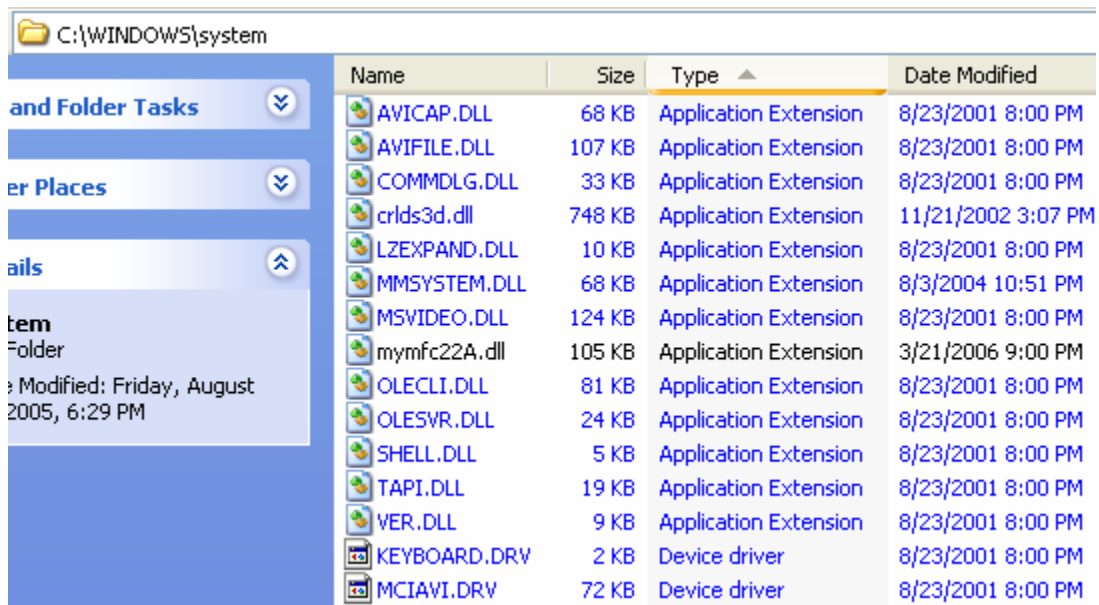 C:\WINDOWS\system
Name Size Type Date Modified
and Folder Tasks
er Places
ails
tem
Folder
Modified: Friday, August
2005, 6:29 PM
AVICAP.DLL 68 KB Application Extension 8/23/2001 8:00 PM
AVIFILE.DLL 107 KB Application Extension 8/23/2001 8:00 PM
COMMDLG.DLL 33 KB Application Extension 8/23/2001 8:00 PM
crlds3d.dll 748 KB Application Extension 11/21/2002 3:07 PM
LZEXPAND.DLL 10 KB Application Extension 8/23/2001 8:00 PM
MMSYSTEM.DLL 68 KB Application Extension 8/3/2004 10:51 PM
MSVIDEO.DLL 124 KB Application Extension 8/23/2001 8:00 PM
mymfc22A.dll 105 KB Application Extension 3/21/2006 9:00 PM
OLECLI.DLL 81 KB Application Extension 8/23/2001 8:00 PM
OLESVR.DLL 24 KB Application Extension 8/23/2001 8:00 PM
SHELL.DLL 5 KB Application Extension 8/23/2001 8:00 PM
TAPI.DLL 19 KB Application Extension 8/23/2001 8:00 PM
VER.DLL 9 KB Application Extension 8/23/2001 8:00 PM
KEYBOARD.DRV 2 KB Device driver 8/23/2001 8:00 PM
MCIAVI.DRV 72 KB Device driver 8/23/2001 8:00 PM